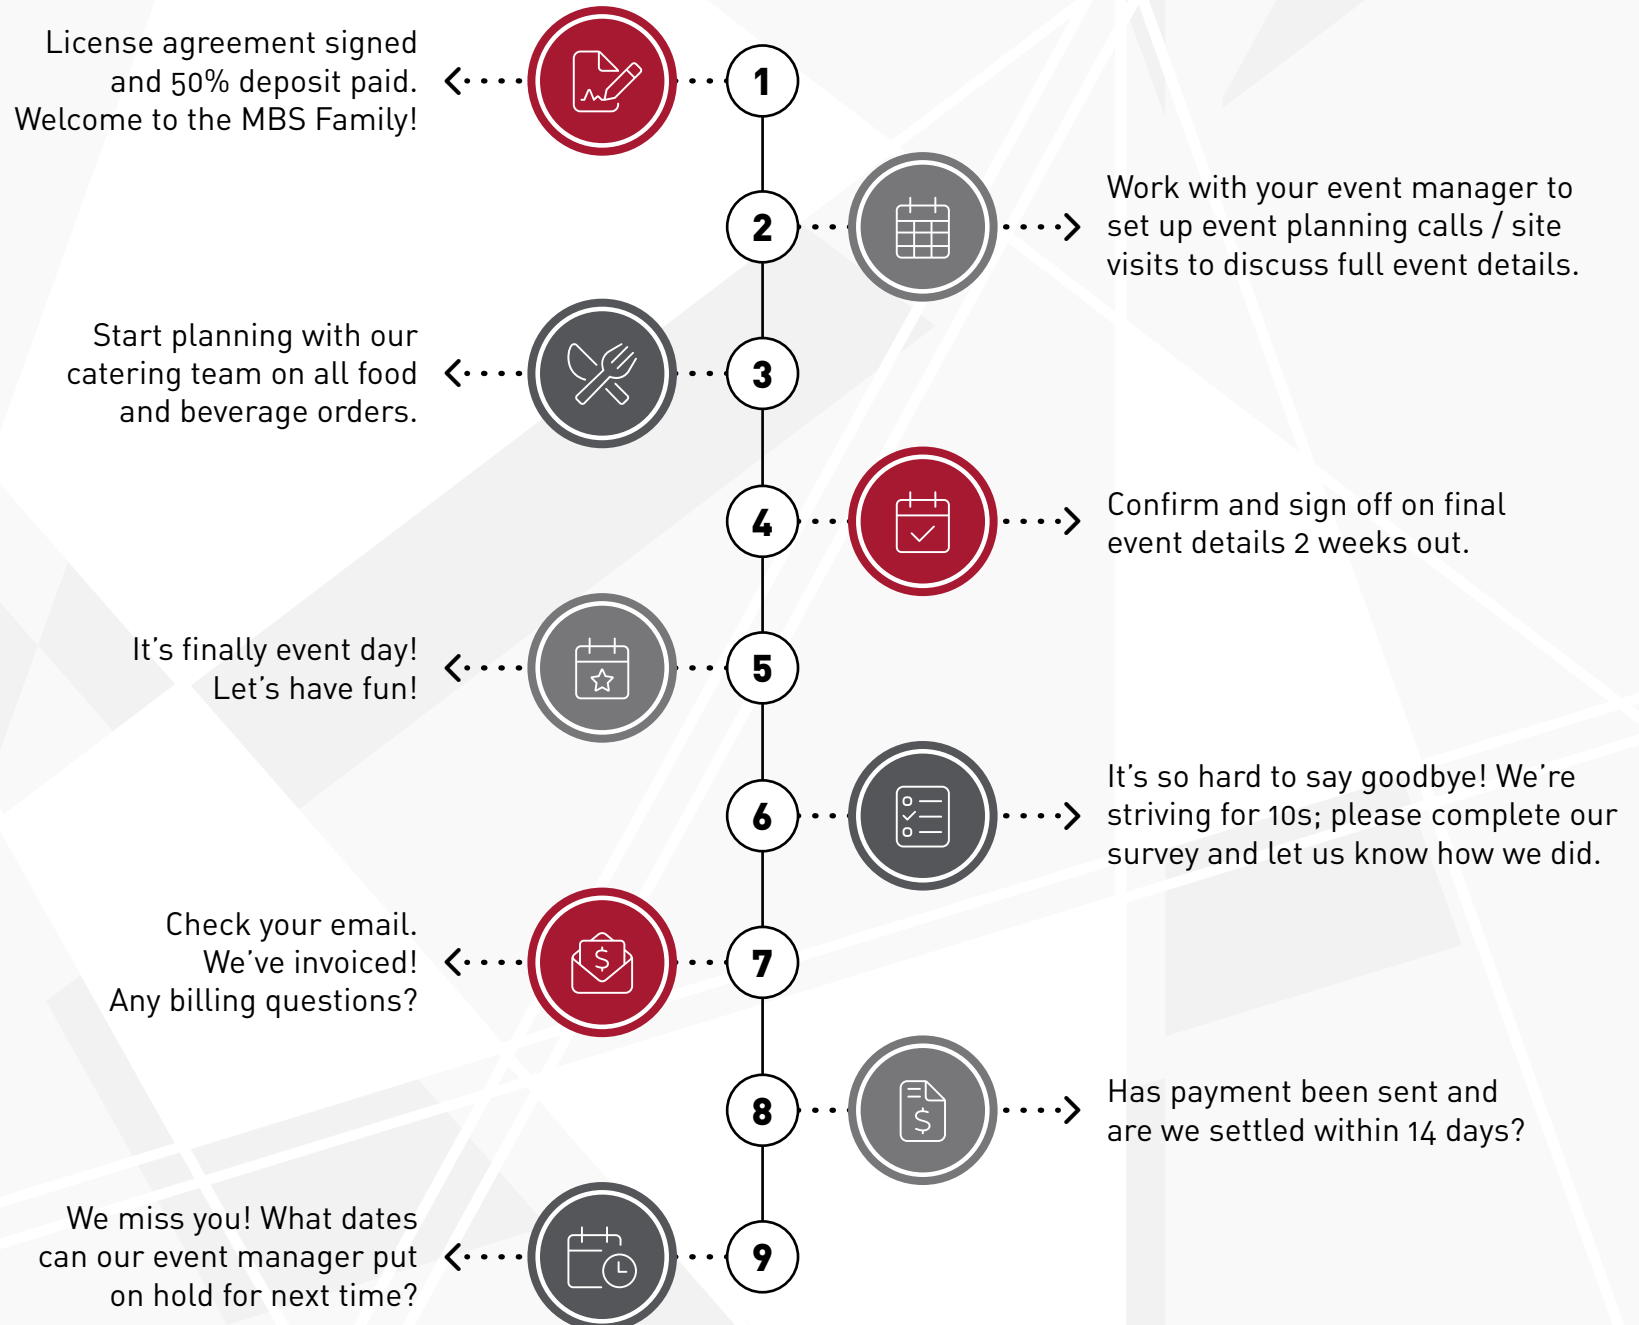 License agreement signed
and 50% deposit paid.
Welcome to the MBS Family!
1
2
Work with your event manager to
set up event planning calls / site
visits to discuss full event details.
Start planning with our
catering team on all food
and beverage orders.
3
4
Confirm and sign off on final
event details 2 weeks out.
It’s finally event day!
Let’s have fun!
5
6
It’s so hard to say goodbye! We’re
striving for 10s; please complete our
survey and let us know how we did.
Check your email.
We’ve invoiced!
Any billing questions?
$
7
8
$
Has payment been sent and
are we settled within 14 days?
We miss you! What dates
can our event manager put
on hold for next time?
9